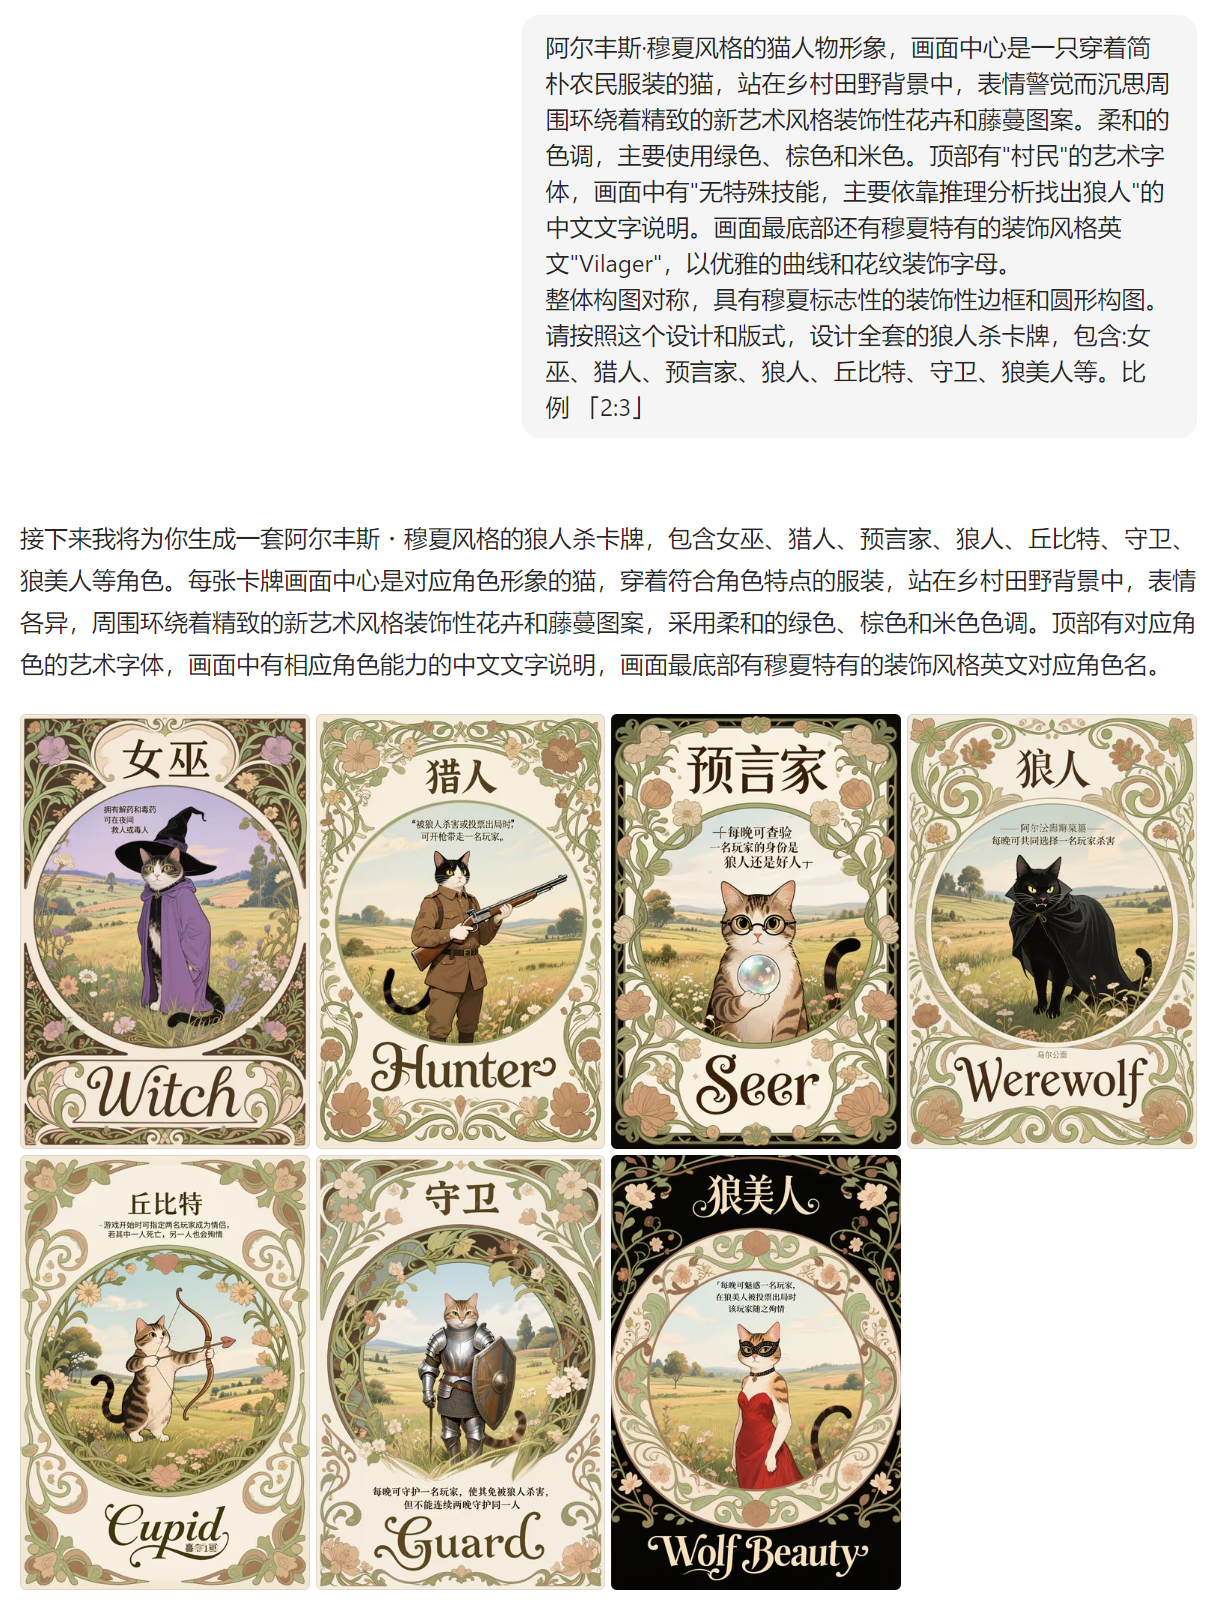 阿尔丰斯·穆夏风格的猫人物形象，画面中心是一只穿着简
朴农民服装的猫，站在乡村田野背景中，表情警觉而沉思周
围环绕着精致的新艺术风格装饰性花卉和藤蔓图案。柔和的
色调，主要使用绿色、棕色和米色。顶部有"村民"的艺术字
体，画面中有"无特殊技能，主要依靠推理分析找出狼人"的
中文文字说明。画面最底部还有穆夏特有的装饰风格英
文"Vilager"，以优雅的曲线和花纹装饰字母。
整体构图对称，具有穆夏标志性的装饰性边框和圆形构图。
请按照这个设计和版式，设计全套的狼人杀卡牌，包含:女
巫、猎人、预言家、狼人、丘比特、守卫、狼美人等。比
例 「2:3」
接下来我将为你生成一套阿尔丰斯・穆夏风格的狼人杀卡牌，包含女巫、猎人、预言家、狼人、丘比特、守卫、
狼美人等角色。每张卡牌画面中心是对应角色形象的猫，穿着符合角色特点的服装，站在乡村田野背景中，表情
各异，周围环绕着精致的新艺术风格装饰性花卉和藤蔓图案，采用柔和的绿色、棕色和米色色调。顶部有对应角
色的艺术字体，画面中有相应角色能力的中文文字说明，画面最底部有穆夏特有的装饰风格英文对应角色名。
女巫
拥有解药和毒药
可在夜间
救人或毒人
Witch
猎人
"被狼人杀害或投票出局时,"
可开枪带走一名玩家。
Hunter
预言家
每晚可查验
一名玩家的身份是
狼人还是好人
Seer
狼人
每晚可共同选择一名玩家杀害
Werewolf
丘比特
游戏开始时可指定两名玩家成为情侣，
若其中一人死亡，另一人也会殉情
Cupid
守卫
每晚可守护一名玩家，使其免被狼人杀害，
但不能连续两晚守护同一人
Guard
狼美人
"每晚可魅惑一名玩家，
在狼美人被投票出局时
该玩家随之殉情
Wolf Beauty